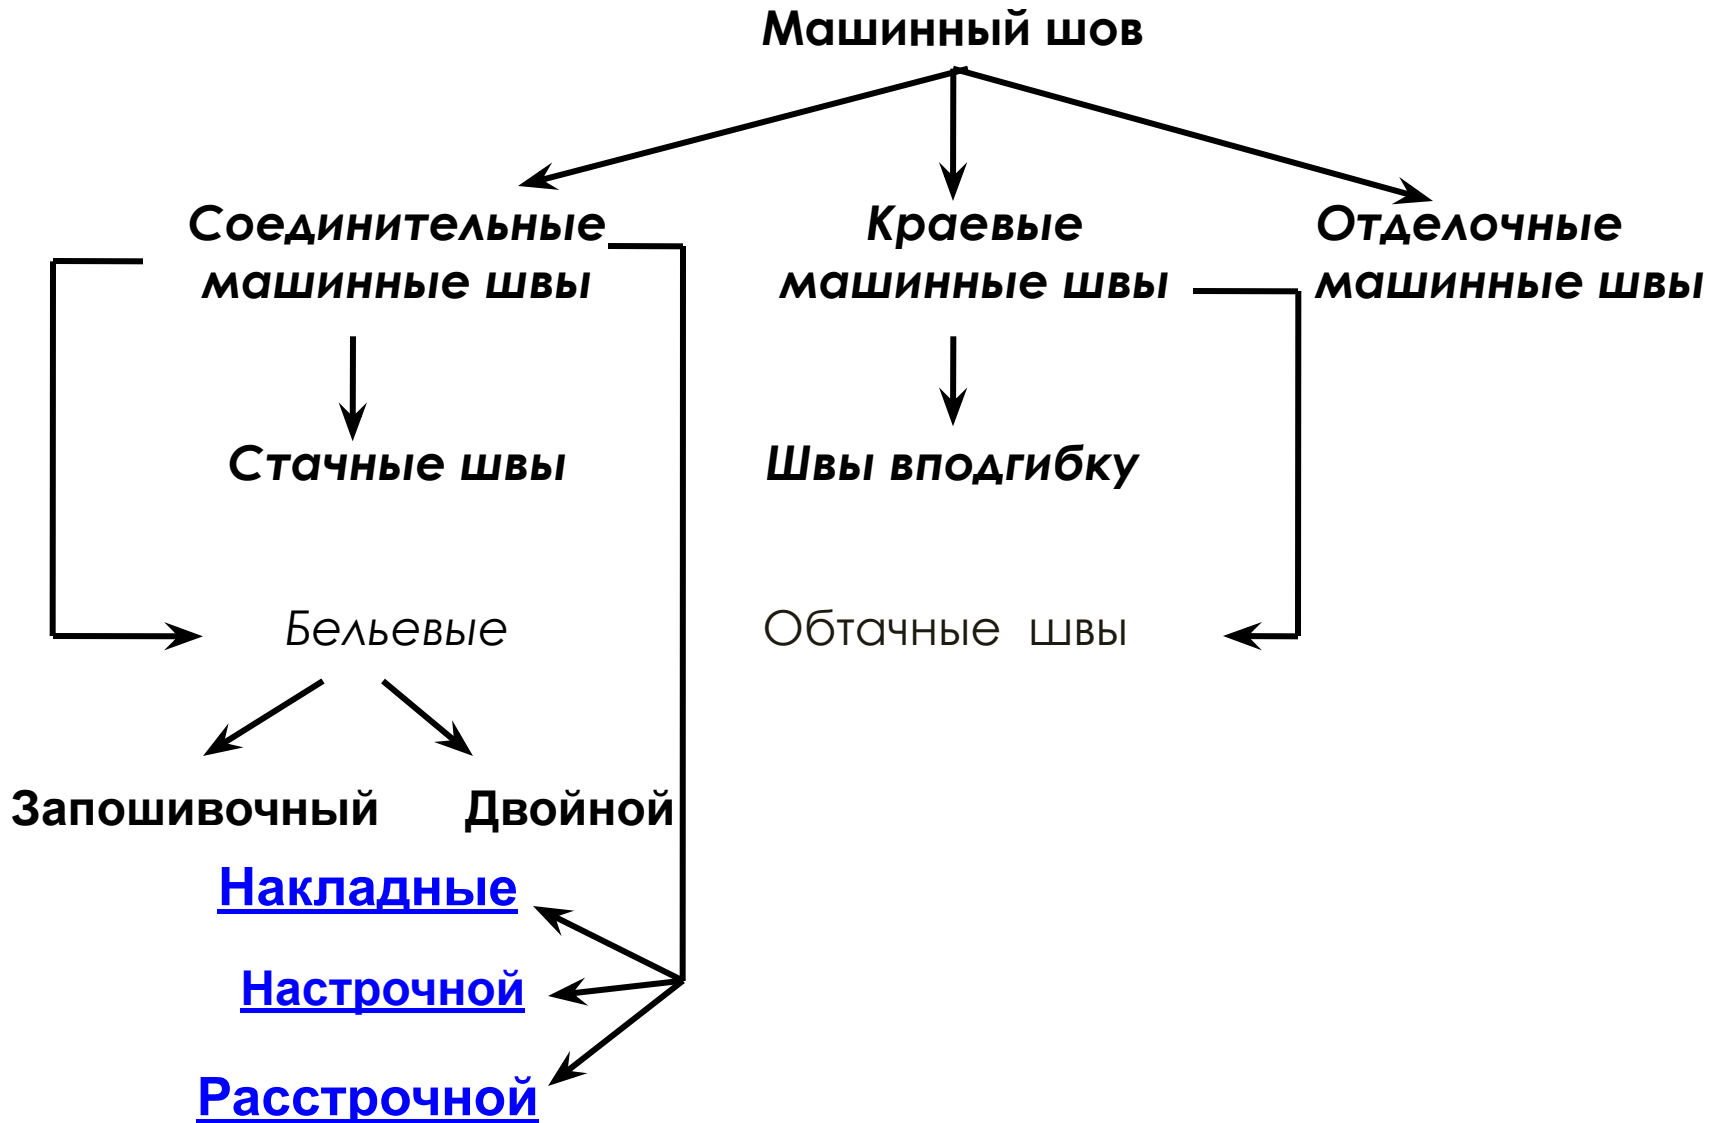 Машинный шов
Соединительные
машинные швы
Краевые
машинные швы
Отделочные
машинные швы
Стачные швы
Швы вподгибку
Бельевые
Обтачные швы
Запошивочный
Двойной
Накладные
Настрочной
Расстрочной